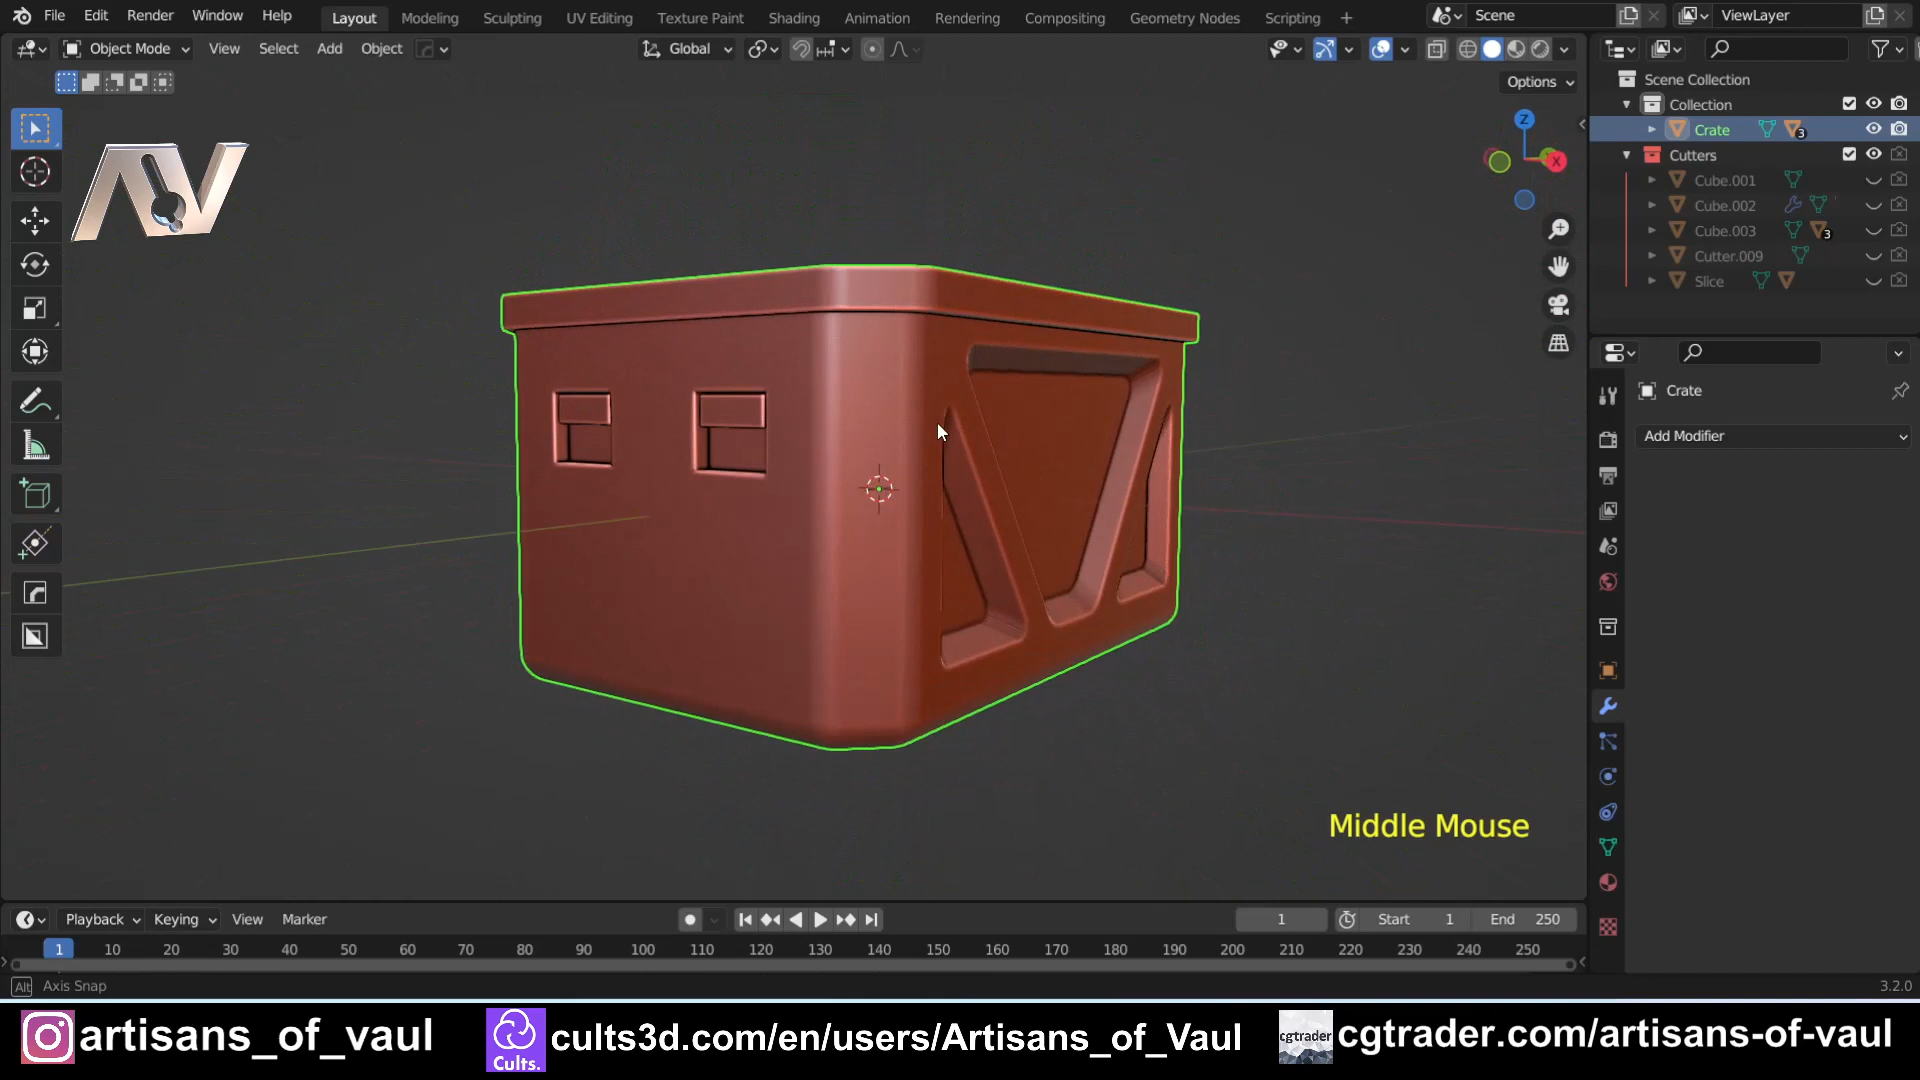 File Edit Render Window Help Layout Modeling Sculpting UV Editing Texture Paint Shading Animation Rendering Compositing Geometry Nodes Scripting + Scene ViewLayer
Object Mode View Select Add Object Global
Options
Scene Collection
Collection
Crate 3
Cutters
Cube.001
Cube.002
Cube.003 3
Cutter.009
Slice
Z
X
AV
Crate
Add Modifier
Middle Mouse
Playback Keying View Marker 1 Start 1 End 250
1 10 20 30 40 50 60 70 80 90 100 110 120 130 140 150 160 170 180 190 200 210 220 230 240 250
Alt Axis Snap 3.2.0
artisans_of_vaul Cults. cults3d.com/en/users/Artisans_of_Vaul cgtrader cgtrader.com/artisans-of-vaul